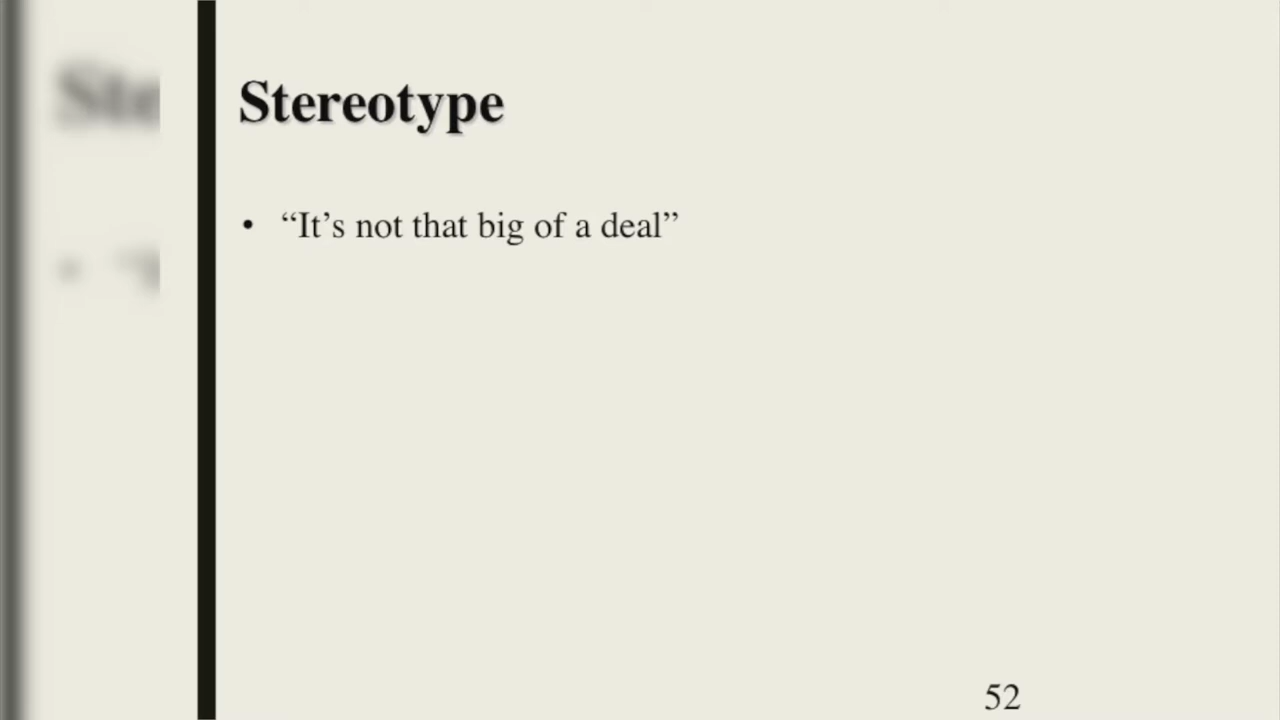 Stereotype
• “It’s not that big of a deal”
52